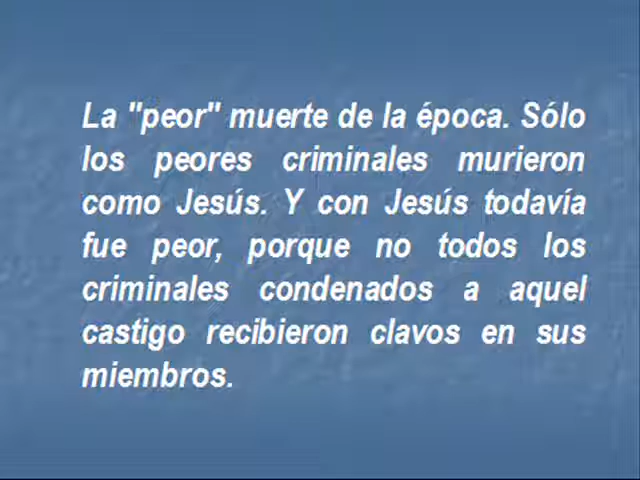 La "peor" muerte de la época. Sólo
los peores criminales murieron
como Jesús. Y con Jesús todavía
fue peor, porque no todos los
criminales condenados a aquel
castigo recibieron clavos en sus
miembros.